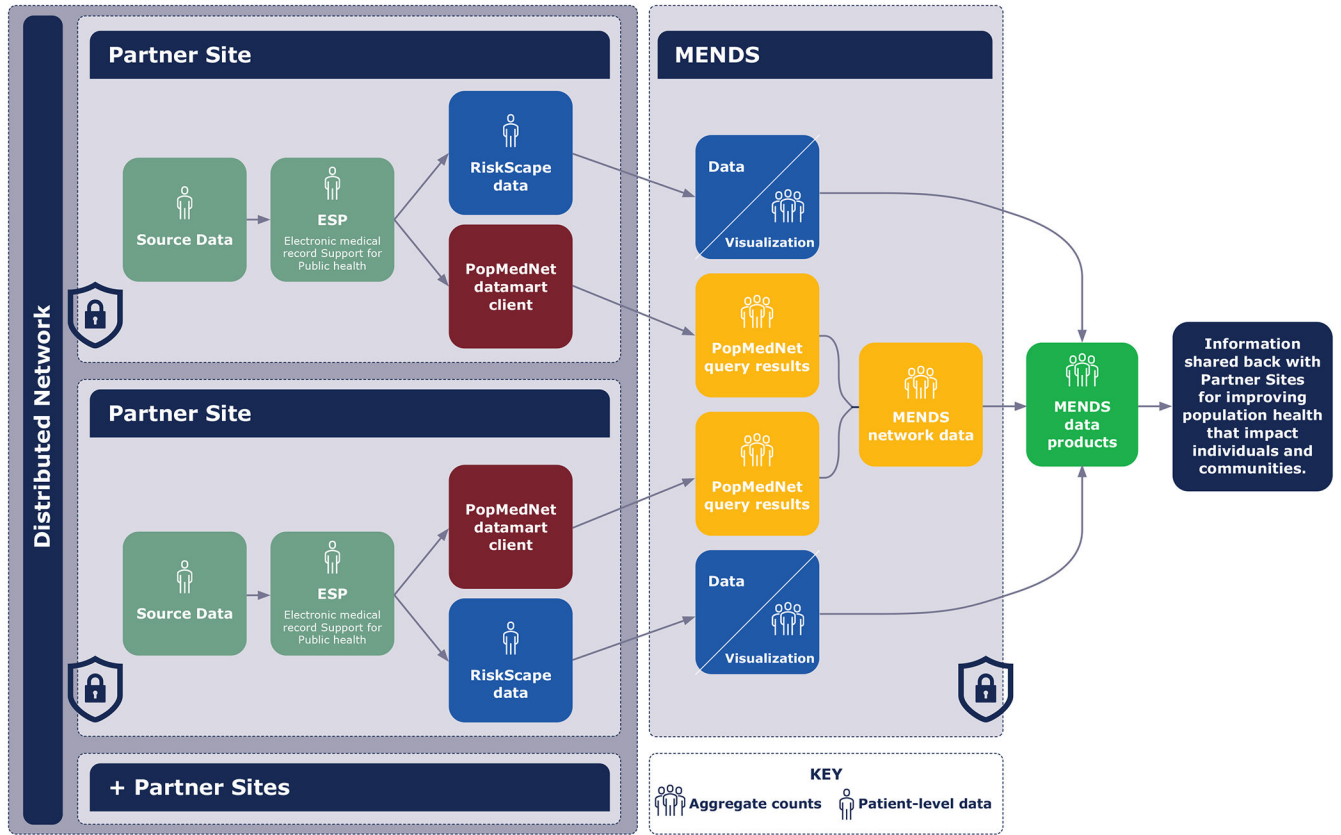 Distributed Network
Partner Site
Source Data
ESP
Electronic medical
record Support for
Public health
RiskScape
data
PopMedNet
datamart
client
Partner Site
Source Data
ESP
Electronic medical
record Support for
Public health
PopMedNet
datamart
client
RiskScape
data
+ Partner Sites
MENDS
Data
Visualization
PopMedNet
query results
PopMedNet
query results
Data
Visualization
MENDS
network data
MENDS
data
products
Information
shared back with
Partner Sites
for improving
population health
that impact
individuals and
communities.
KEY
Aggregate counts
Patient-level data